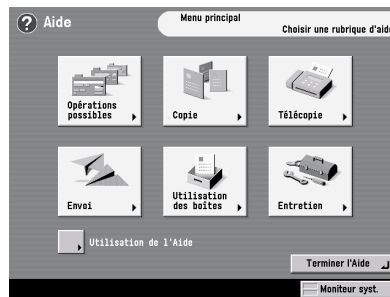 ? Aide
Menu principal
Choisir une rubrique d'aide
Opérations
possibles
Copie
Télécopie
Envoi
Utilisation
des boîtes
Entretien
Utilisation de l'Aide
Terminer l'Aide
Moniteur syst.